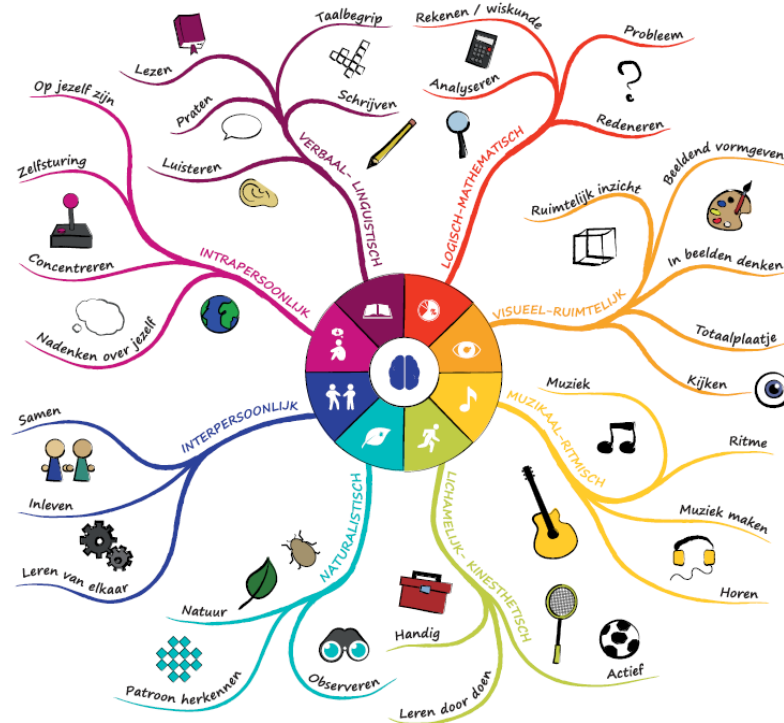 Taalbegrip
Lezen
Praten
Schrijven
Luisteren
VERBAAL- LINGUISTISCH
Rekenen / wiskunde
Analyseren
Probleem
Redeneren
LOGISCH-MATHEMATISCH
Beeldend vormgeven
Ruimtelijk inzicht
In beelden denken
Totaalplaatje
Kijken
VISUEEL-RUIMTELIJK
Muziek
Ritme
Muziek maken
Horen
MUZIKAAL-RITMISCH
Handig
Leren door doen
Actief
LICHAMELIJK- KINESTHETISCH
Natuur
Patroon herkennen
Observeren
NATURALISTISCH
Samen
Inleven
Leren van elkaar
INTERPERSOONLIJK
Op jezelf zijn
Zelfsturing
Concentreren
Nadenken over jezelf
INTRAPERSOONLIJK